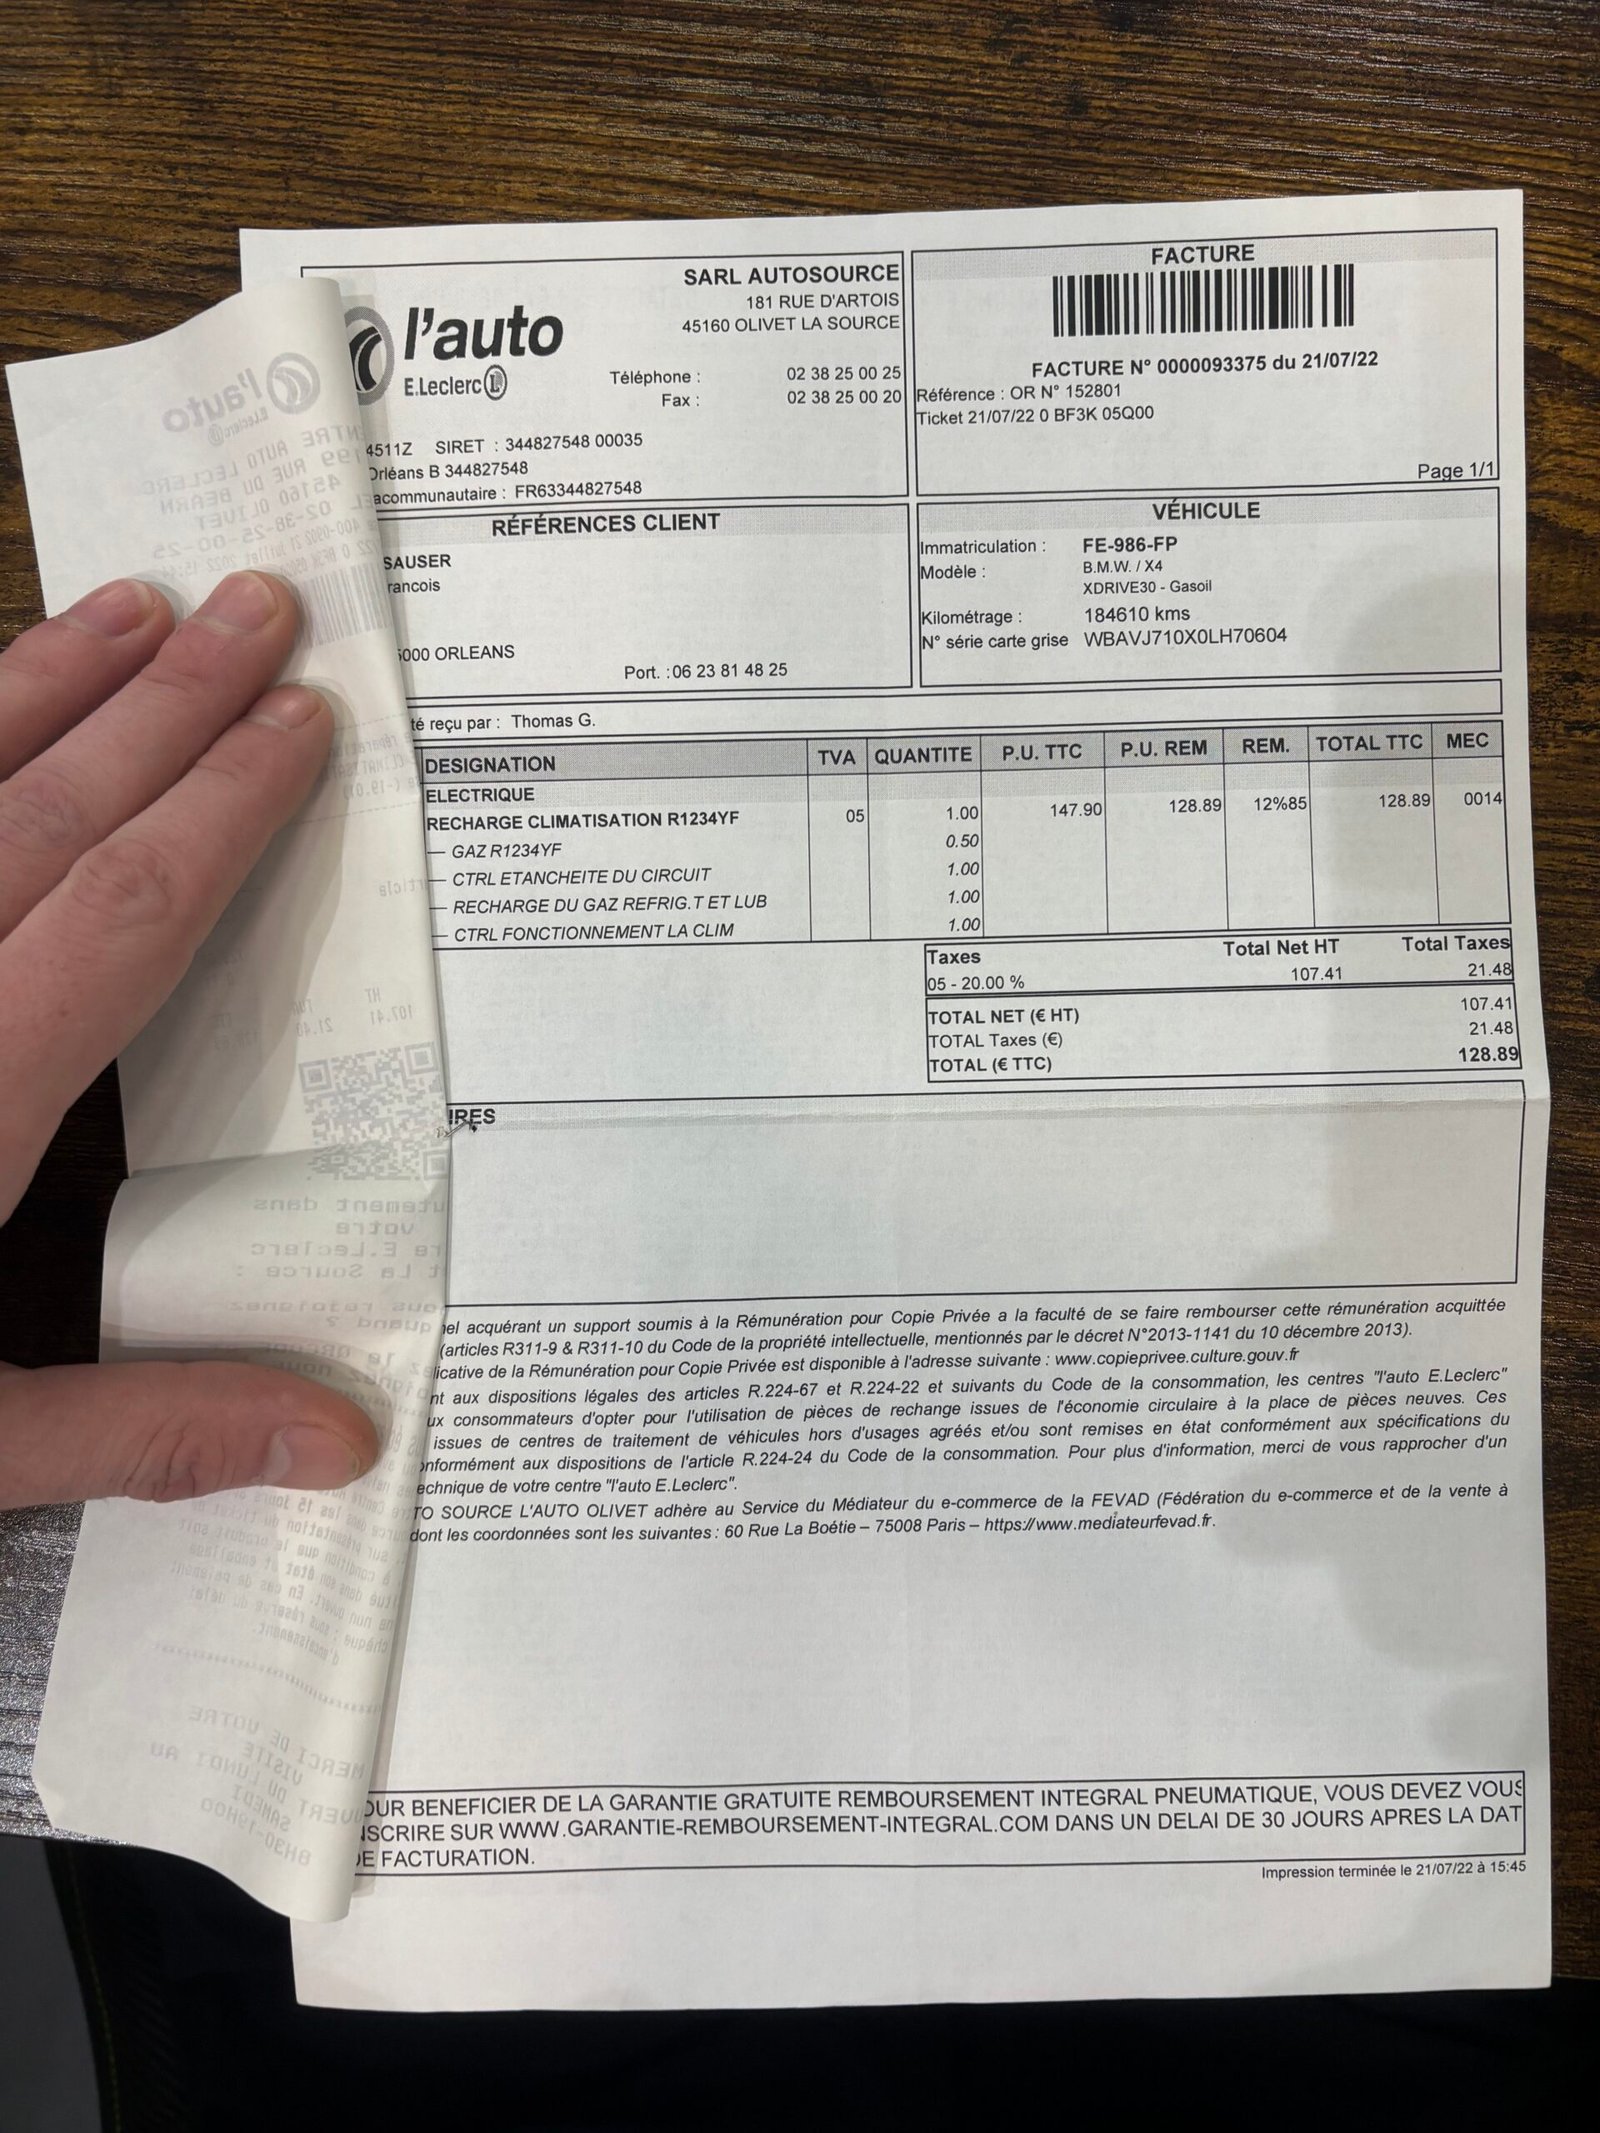 l'auto
E.Leclerc L
SARL AUTOSOURCE
181 RUE D'ARTOIS
45160 OLIVET LA SOURCE
Téléphone : 02 38 25 00 25
Fax : 02 38 25 00 20
4511Z SIRET : 344827548 00035
Orléans B 344827548
acommunautaire : FR63344827548
FACTURE
FACTURE N° 0000093375 du 21/07/22
Référence : OR N° 152801
Ticket 21/07/22 0 BF3K 05Q00
Page 1/1
RÉFÉRENCES CLIENT
SAUSER
rancois
5000 ORLEANS
Port. : 06 23 81 48 25
VÉHICULE
Immatriculation : FE-986-FP
Modèle : B.M.W. / X4
XDRIVE30 - Gasoil
Kilométrage : 184610 kms
N° série carte grise WBAVJ710X0LH70604
té reçu par : Thomas G.
DESIGNATION TVA QUANTITE P.U. TTC P.U. REM REM. TOTAL TTC MEC
ELECTRIQUE
RECHARGE CLIMATISATION R1234YF 05 1.00 147.90 128.89 12%85 128.89 0014
— GAZ R1234YF 0.50
— CTRL ETANCHEITE DU CIRCUIT 1.00
— RECHARGE DU GAZ REFRIG.T ET LUB 1.00
— CTRL FONCTIONNEMENT LA CLIM 1.00
Taxes Total Net HT Total Taxes
05 - 20.00 % 107.41 21.48
TOTAL NET (€ HT) 107.41
TOTAL Taxes (€) 21.48
TOTAL (€ TTC) 128.89
IRES
nel acquérant un support soumis à la Rémunération pour Copie Privée a la faculté de se faire rembourser cette rémunération acquittée
(articles R311-9 & R311-10 du Code de la propriété intellectuelle, mentionnés par le décret N°2013-1141 du 10 décembre 2013).
licative de la Rémunération pour Copie Privée est disponible à l'adresse suivante : www.copieprivee.culture.gouv.fr
nt aux dispositions légales des articles R.224-67 et R.224-22 et suivants du Code de la consommation, les centres "l'auto E.Leclerc"
ux consommateurs d'opter pour l'utilisation de pièces de rechange issues de l'économie circulaire à la place de pièces neuves. Ces
issues de centres de traitement de véhicules hors d'usages agréés et/ou sont remises en état conformément aux spécifications du
onformément aux dispositions de l'article R.224-24 du Code de la consommation. Pour plus d'information, merci de vous rapprocher d'un
echnique de votre centre "l'auto E.Leclerc".
TO SOURCE L'AUTO OLIVET adhère au Service du Médiateur du e-commerce de la FEVAD (Fédération du e-commerce et de la vente à
dont les coordonnées sont les suivantes : 60 Rue La Boétie – 75008 Paris – https://www.mediateurfevad.fr.
OUR BENEFICIER DE LA GARANTIE GRATUITE REMBOURSEMENT INTEGRAL PNEUMATIQUE, VOUS DEVEZ VOUS
NSCRIRE SUR WWW.GARANTIE-REMBOURSEMENT-INTEGRAL.COM DANS UN DELAI DE 30 JOURS APRES LA DAT
DE FACTURATION.
Impression terminée le 21/07/22 à 15:45